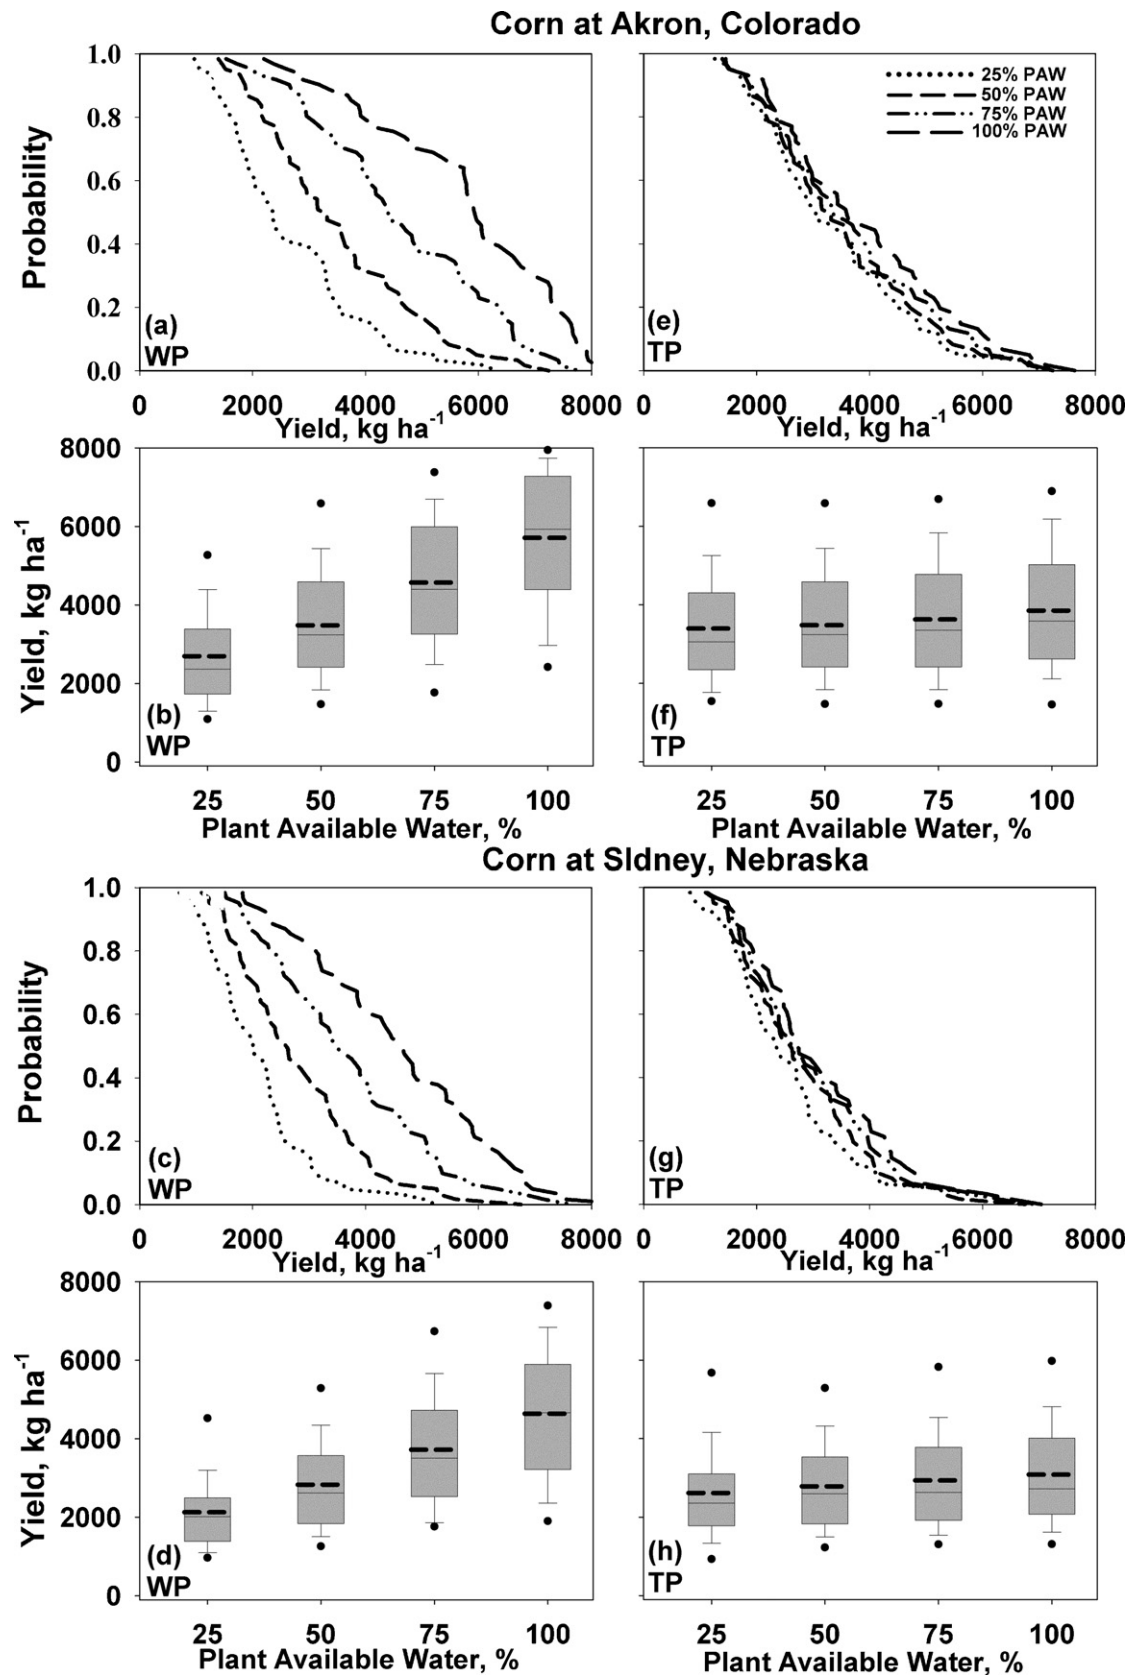 Corn at Akron, Colorado
Probability
1.0
0.8
0.6
0.4
0.2
0.0
(a)
WP
0 2000 4000 6000 8000
Yield, kg ha-1
25% PAW
50% PAW
75% PAW
100% PAW
(e)
TP
0 2000 4000 6000 8000
Yield, kg ha-1
Yield, kg ha-1
8000
6000
4000
2000
0
(b)
WP
25 50 75 100
Plant Available Water, %
(f)
TP
25 50 75 100
Plant Available Water, %
Corn at Sldney, Nebraska
Probability
1.0
0.8
0.6
0.4
0.2
0.0
(c)
WP
0 2000 4000 6000 8000
Yield, kg ha-1
(g)
TP
0 2000 4000 6000 8000
Yield, kg ha-1
Yield, kg ha-1
8000
6000
4000
2000
0
(d)
WP
25 50 75 100
Plant Available Water, %
(h)
TP
25 50 75 100
Plant Available Water, %